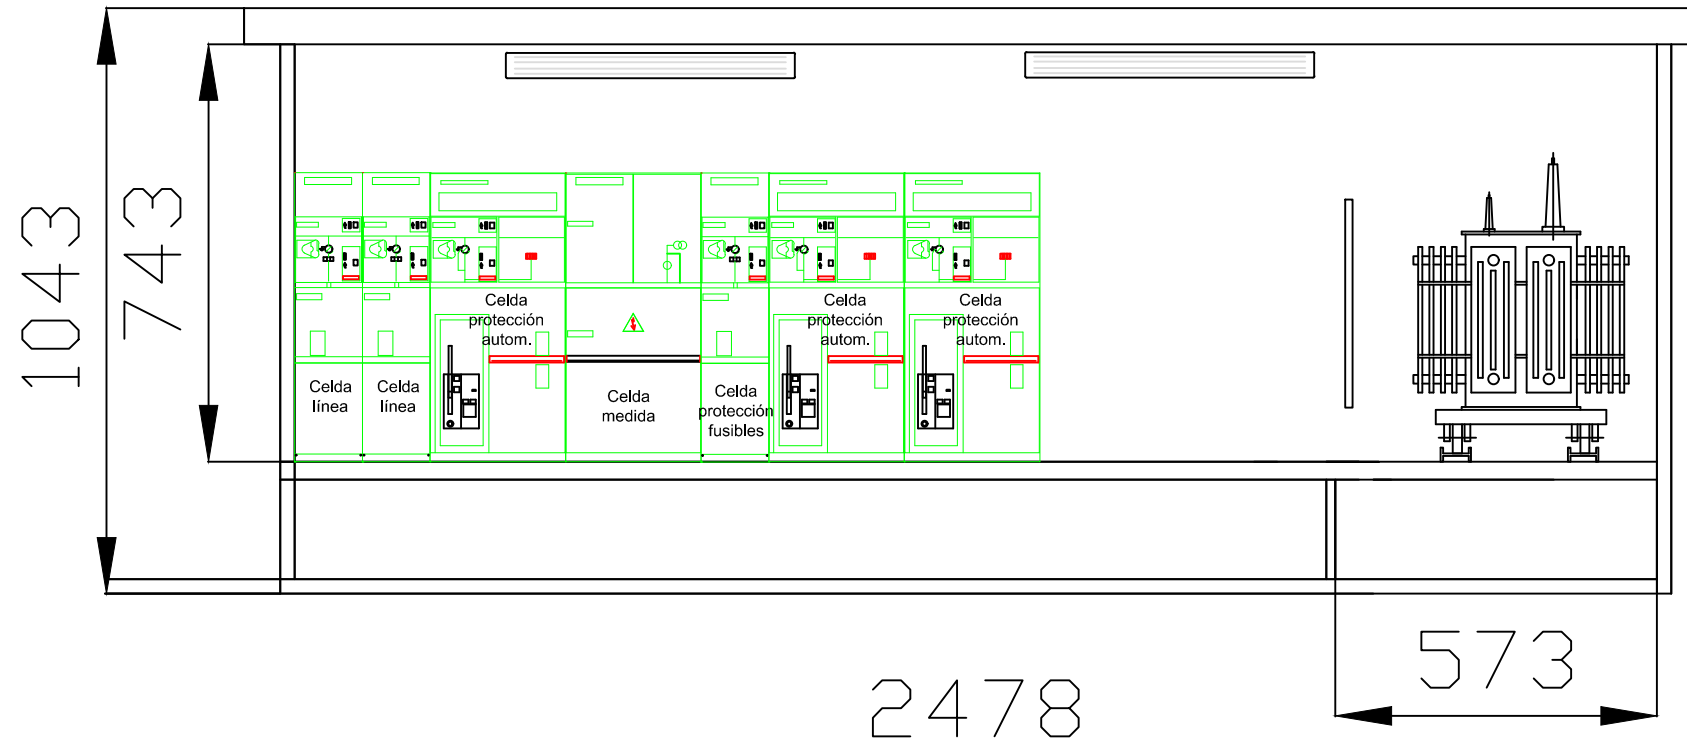 1043
743
Celda
protección
autom.
Celda
protección
autom.
Celda
protección
autom.
Celda
línea
Celda
línea
Celda
medida
Celda
protección
fusibles
573
2478